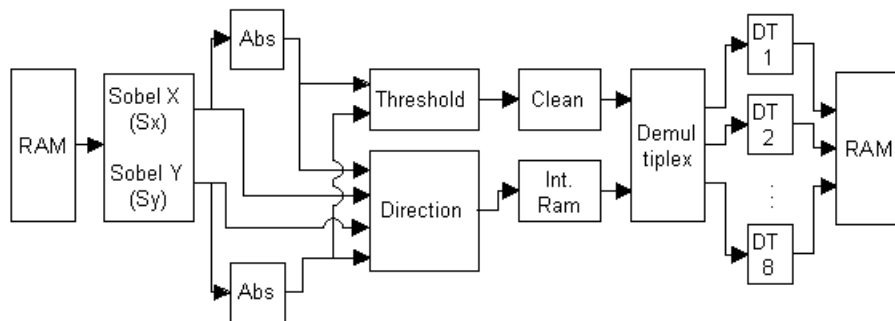 RAM
Sobel X
(Sx)
Sobel Y
(Sy)
Abs
Abs
Threshold
Direction
Clean
Int.
Ram
Demul
tiplex
DT
1
DT
2
⋮
DT
8
RAM